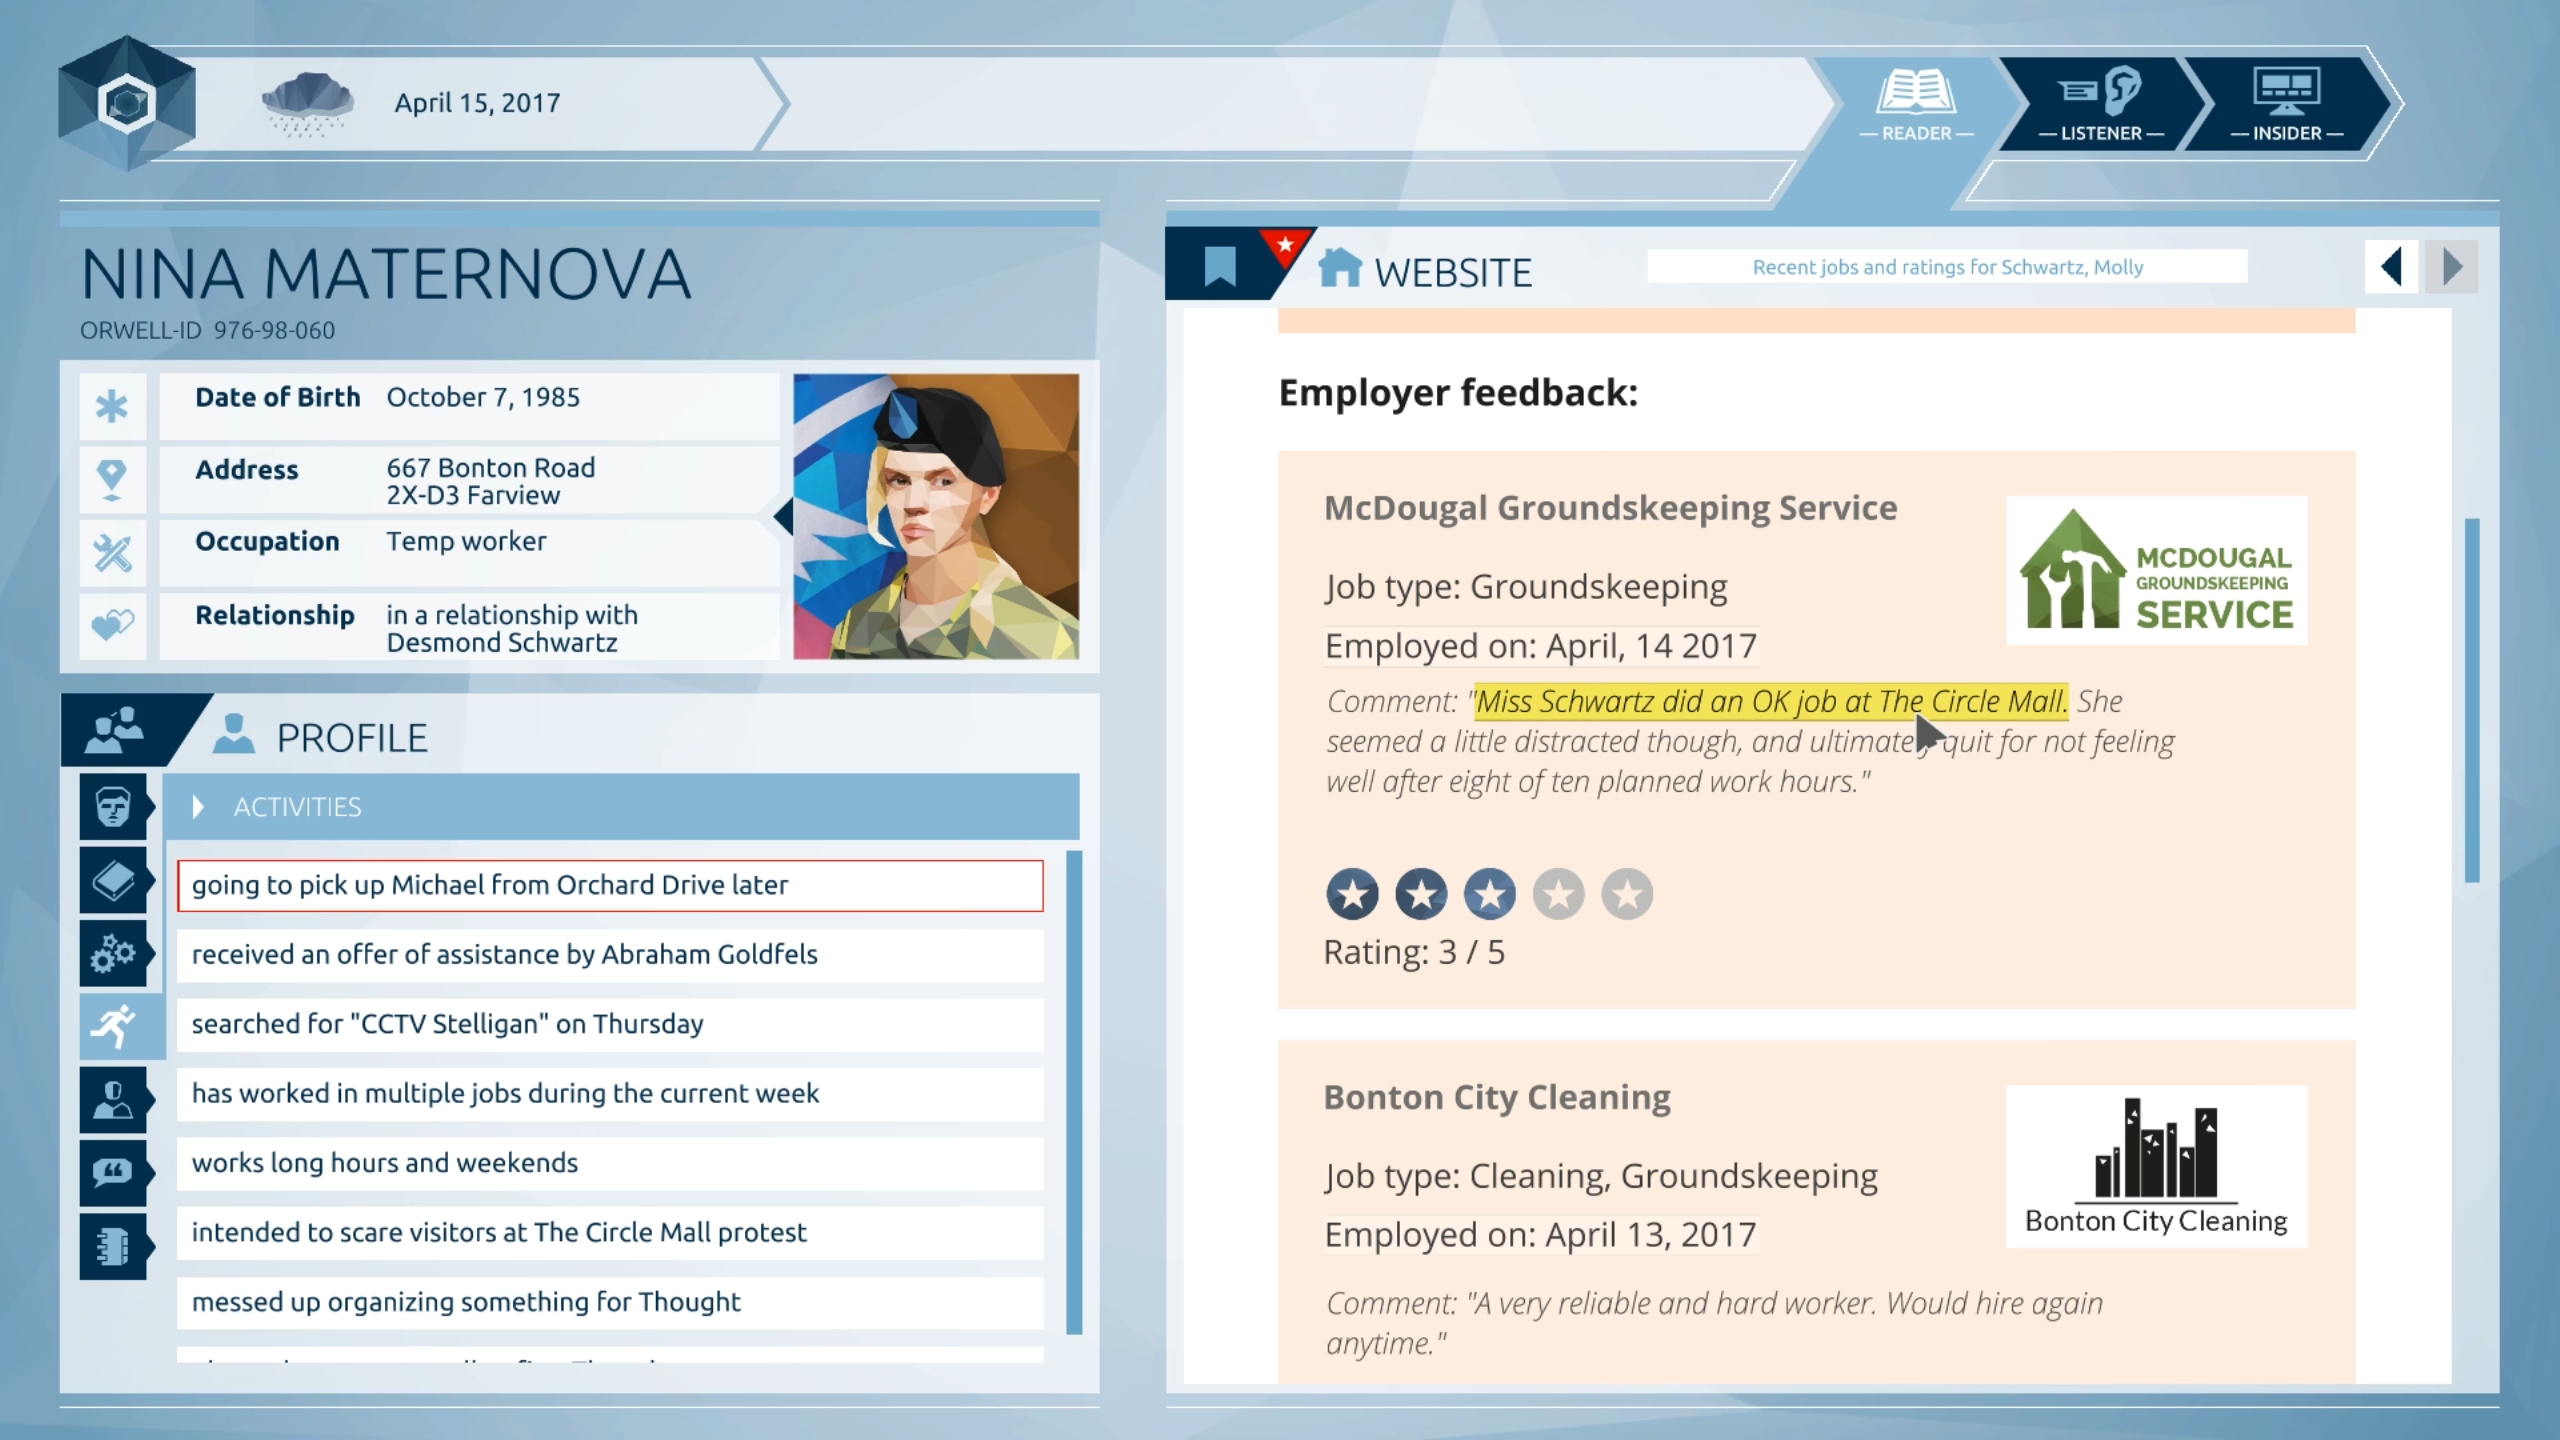 April 15, 2017
— READER —
— LISTENER —
— INSIDER —
NINA MATERNOVA
ORWELL-ID 976-98-060
Date of Birth October 7, 1985
Address 667 Bonton Road
2X-D3 Farview
Occupation Temp worker
Relationship in a relationship with
Desmond Schwartz
PROFILE
ACTIVITIES
going to pick up Michael from Orchard Drive later
received an offer of assistance by Abraham Goldfels
searched for "CCTV Stelligan" on Thursday
has worked in multiple jobs during the current week
works long hours and weekends
intended to scare visitors at The Circle Mall protest
messed up organizing something for Thought
WEBSITE
Recent jobs and ratings for Schwartz, Molly
Employer feedback:
McDougal Groundskeeping Service
MCDOUGAL
GROUNDSKEEPING
SERVICE
Job type: Groundskeeping
Employed on: April, 14 2017
Comment: "Miss Schwartz did an OK job at The Circle Mall. She
seemed a little distracted though, and ultimately quit for not feeling
well after eight of ten planned work hours."
Rating: 3 / 5
Bonton City Cleaning
Job type: Cleaning, Groundskeeping
Employed on: April 13, 2017
Bonton City Cleaning
Comment: "A very reliable and hard worker. Would hire again
anytime."